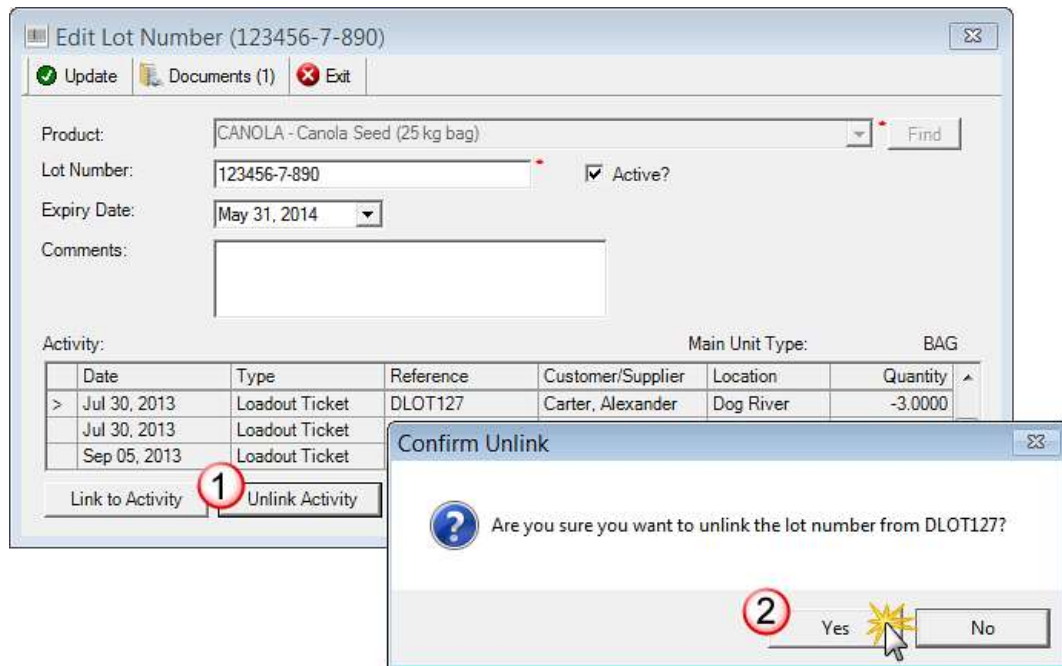 Edit Lot Number (123456-7-890)
Update Documents (1) Exit
Product: CANOLA - Canola Seed (25 kg bag) * Find
Lot Number: 123456-7-890 * Active?
Expiry Date: May 31, 2014
Comments:
Activity: Main Unit Type: BAG
Date Type Reference Customer/Supplier Location Quantity
> Jul 30, 2013 Loadout Ticket DLOT127 Carter, Alexander Dog River -3.0000
Jul 30, 2013 Loadout Ticket
Sep 05, 2013 Loadout Ticket
Link to Activity 1 Unlink Activity
Confirm Unlink
? Are you sure you want to unlink the lot number from DLOT127?
2 Yes No